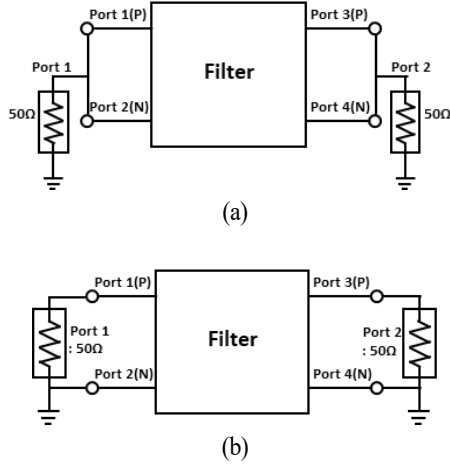 Port 1(P)
Port 3(P)
Port 1
Filter
Port 2
50Ω
Port 2(N)
Port 4(N)
50Ω
(a)
Port 1(P)
Port 3(P)
Port 1
: 50Ω
Filter
Port 2
: 50Ω
Port 2(N)
Port 4(N)
(b)